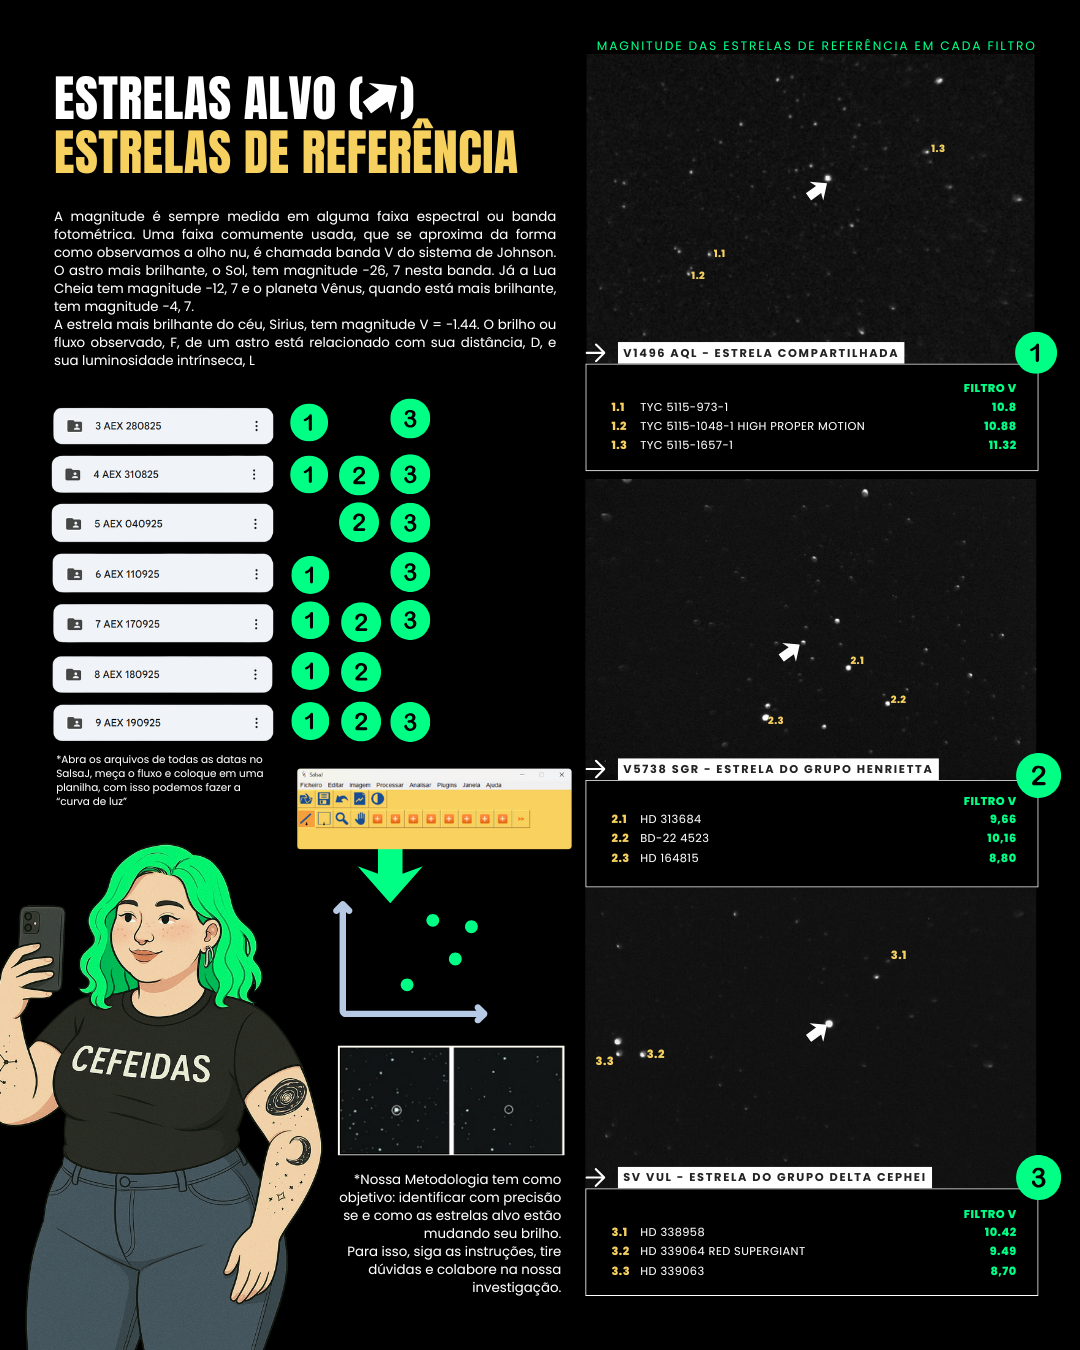 MAGNITUDE DAS ESTRELAS DE REFERÊNCIA EM CADA FILTRO
ESTRELAS ALVO ( )
ESTRELAS DE REFERÊNCIA
A magnitude é sempre medida em alguma faixa espectral ou banda
fotométrica. Uma faixa comumente usada, que se aproxima da forma
como observamos a olho nu, é chamada banda V do sistema de Johnson.
O astro mais brilhante, o Sol, tem magnitude -26, 7 nesta banda. Já a Lua
Cheia tem magnitude -12, 7 e o planeta Vênus, quando está mais brilhante,
tem magnitude -4, 7.
A estrela mais brilhante do céu, Sirius, tem magnitude V = -1.44. O brilho ou
fluxo observado, F, de um astro está relacionado com sua distância, D, e
sua luminosidade intrínseca, L
3 AEX 280825 1 3
4 AEX 310825 1 2 3
5 AEX 040925 2 3
6 AEX 110925 1 3
7 AEX 170925 1 2 3
8 AEX 180925 1 2
9 AEX 190925 1 2 3
*Abra os arquivos de todas as datas no
SalsaJ, meça o fluxo e coloque em uma
planilha, com isso podemos fazer a
“curva de luz”
SalsaJ
Ficheiro Editar Imagem Processar Analisar Plugins Janela Ajuda
CEFEIDAS
*Nossa Metodologia tem como
objetivo: identificar com precisão
se e como as estrelas alvo estão
mudando seu brilho.
Para isso, siga as instruções, tire
dúvidas e colabore na nossa
investigação.
1.3
1.1
1.2
V1496 AQL - ESTRELA COMPARTILHADA
1
FILTRO V
1.1 TYC 5115-973-1 10.8
1.2 TYC 5115-1048-1 HIGH PROPER MOTION 10.88
1.3 TYC 5115-1657-1 11.32
2.1
2.2
2.3
V5738 SGR - ESTRELA DO GRUPO HENRIETTA
2
FILTRO V
2.1 HD 313684 9,66
2.2 BD-22 4523 10,16
2.3 HD 164815 8,80
3.1
3.2
3.3
SV VUL - ESTRELA DO GRUPO DELTA CEPHEI
3
FILTRO V
3.1 HD 338958 10.42
3.2 HD 339064 RED SUPERGIANT 9.49
3.3 HD 339063 8,70